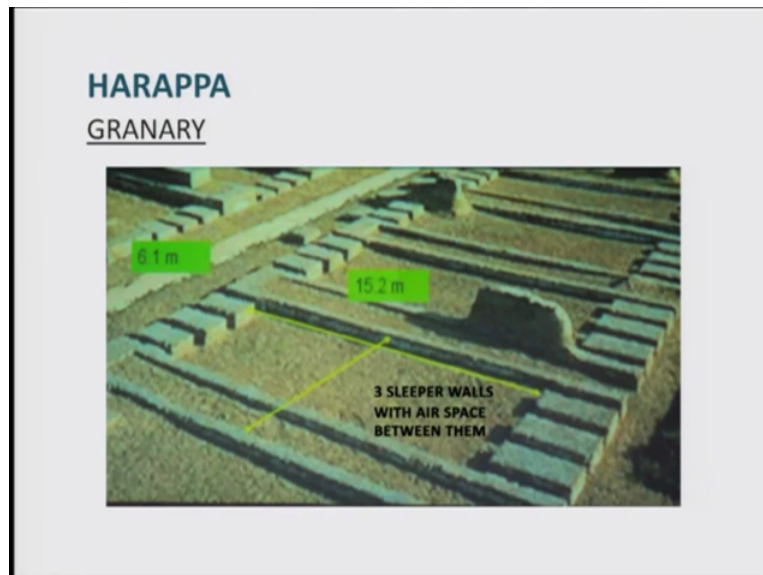 HARAPPA
GRANARY
6.1 m
15.2 m
3 SLEEPER WALLS
WITH AIR SPACE
BETWEEN THEM